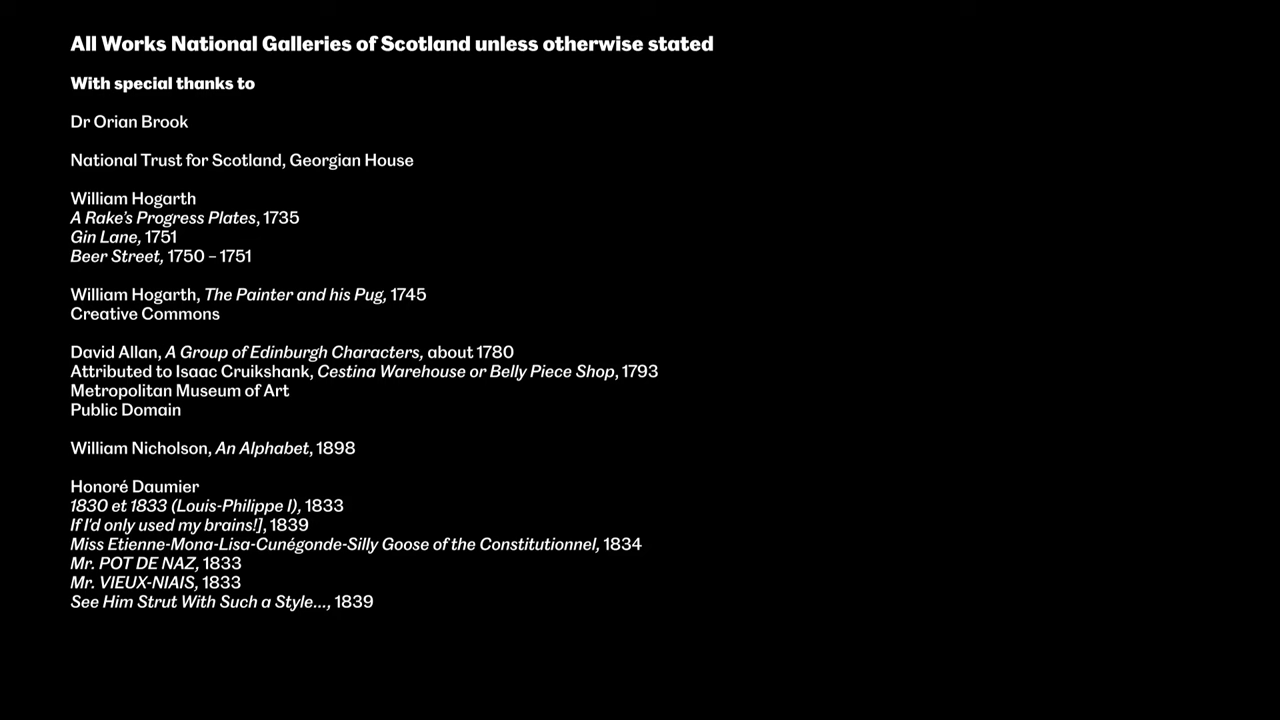 All Works National Galleries of Scotland unless otherwise stated
With special thanks to
Dr Orian Brook
National Trust for Scotland, Georgian House
William Hogarth
A Rake’s Progress Plates, 1735
Gin Lane, 1751
Beer Street, 1750 – 1751
William Hogarth, The Painter and his Pug, 1745
Creative Commons
David Allan, A Group of Edinburgh Characters, about 1780
Attributed to Isaac Cruikshank, Cestina Warehouse or Belly Piece Shop, 1793
Metropolitan Museum of Art
Public Domain
William Nicholson, An Alphabet, 1898
Honoré Daumier
1830 et 1833 (Louis-Philippe I), 1833
If I'd only used my brains!], 1839
Miss Etienne-Mona-Lisa-Cunégonde-Silly Goose of the Constitutionnel, 1834
Mr. POT DE NAZ, 1833
Mr. VIEUX-NIAIS, 1833
See Him Strut With Such a Style..., 1839